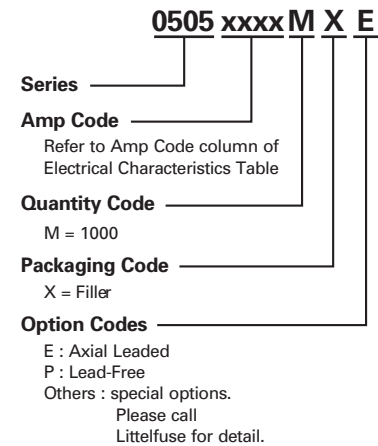 0505 xxxx M X E
Series
Amp Code
Refer to Amp Code column of
Electrical Characteristics Table
Quantity Code
M = 1000
Packaging Code
X = Filler
Option Codes
E : Axial Leaded
P : Lead-Free
Others : special options.
Please call
Littelfuse for detail.